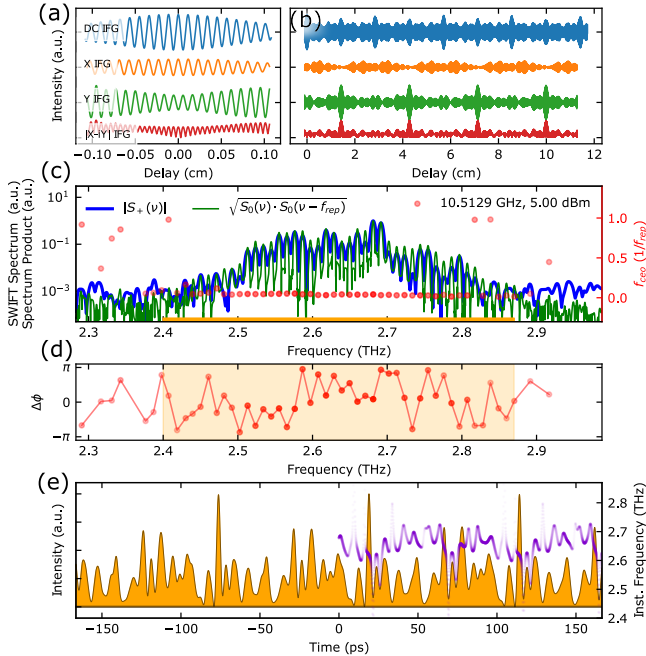 (a)
(b)
Intensity (a.u.)
DC IFG
X IFG
Y IFG
|X−iY| IFG
−0.10 −0.05 0.00 0.05 0.10
Delay (cm)
0 2 4 6 8 10 12
Delay (cm)
(c)
SWIFT Spectrum (a.u.)
Spectrum Product (a.u.)
10¹
10⁻¹
10⁻³
|S₊(ν)|
√S₀(ν) · S₀(ν − f_rep)
10.5129 GHz, 5.00 dBm
1.0
0.5
0.0
f_ceo (1/f_rep)
2.3 2.4 2.5 2.6 2.7 2.8 2.9
Frequency (THz)
(d)
Δϕ
π
0
−π
2.3 2.4 2.5 2.6 2.7 2.8 2.9
Frequency (THz)
(e)
Intensity (a.u.)
2.8
2.7
2.6
2.5
2.4
Inst. Frequency (THz)
−150 −100 −50 0 50 100 150
Time (ps)